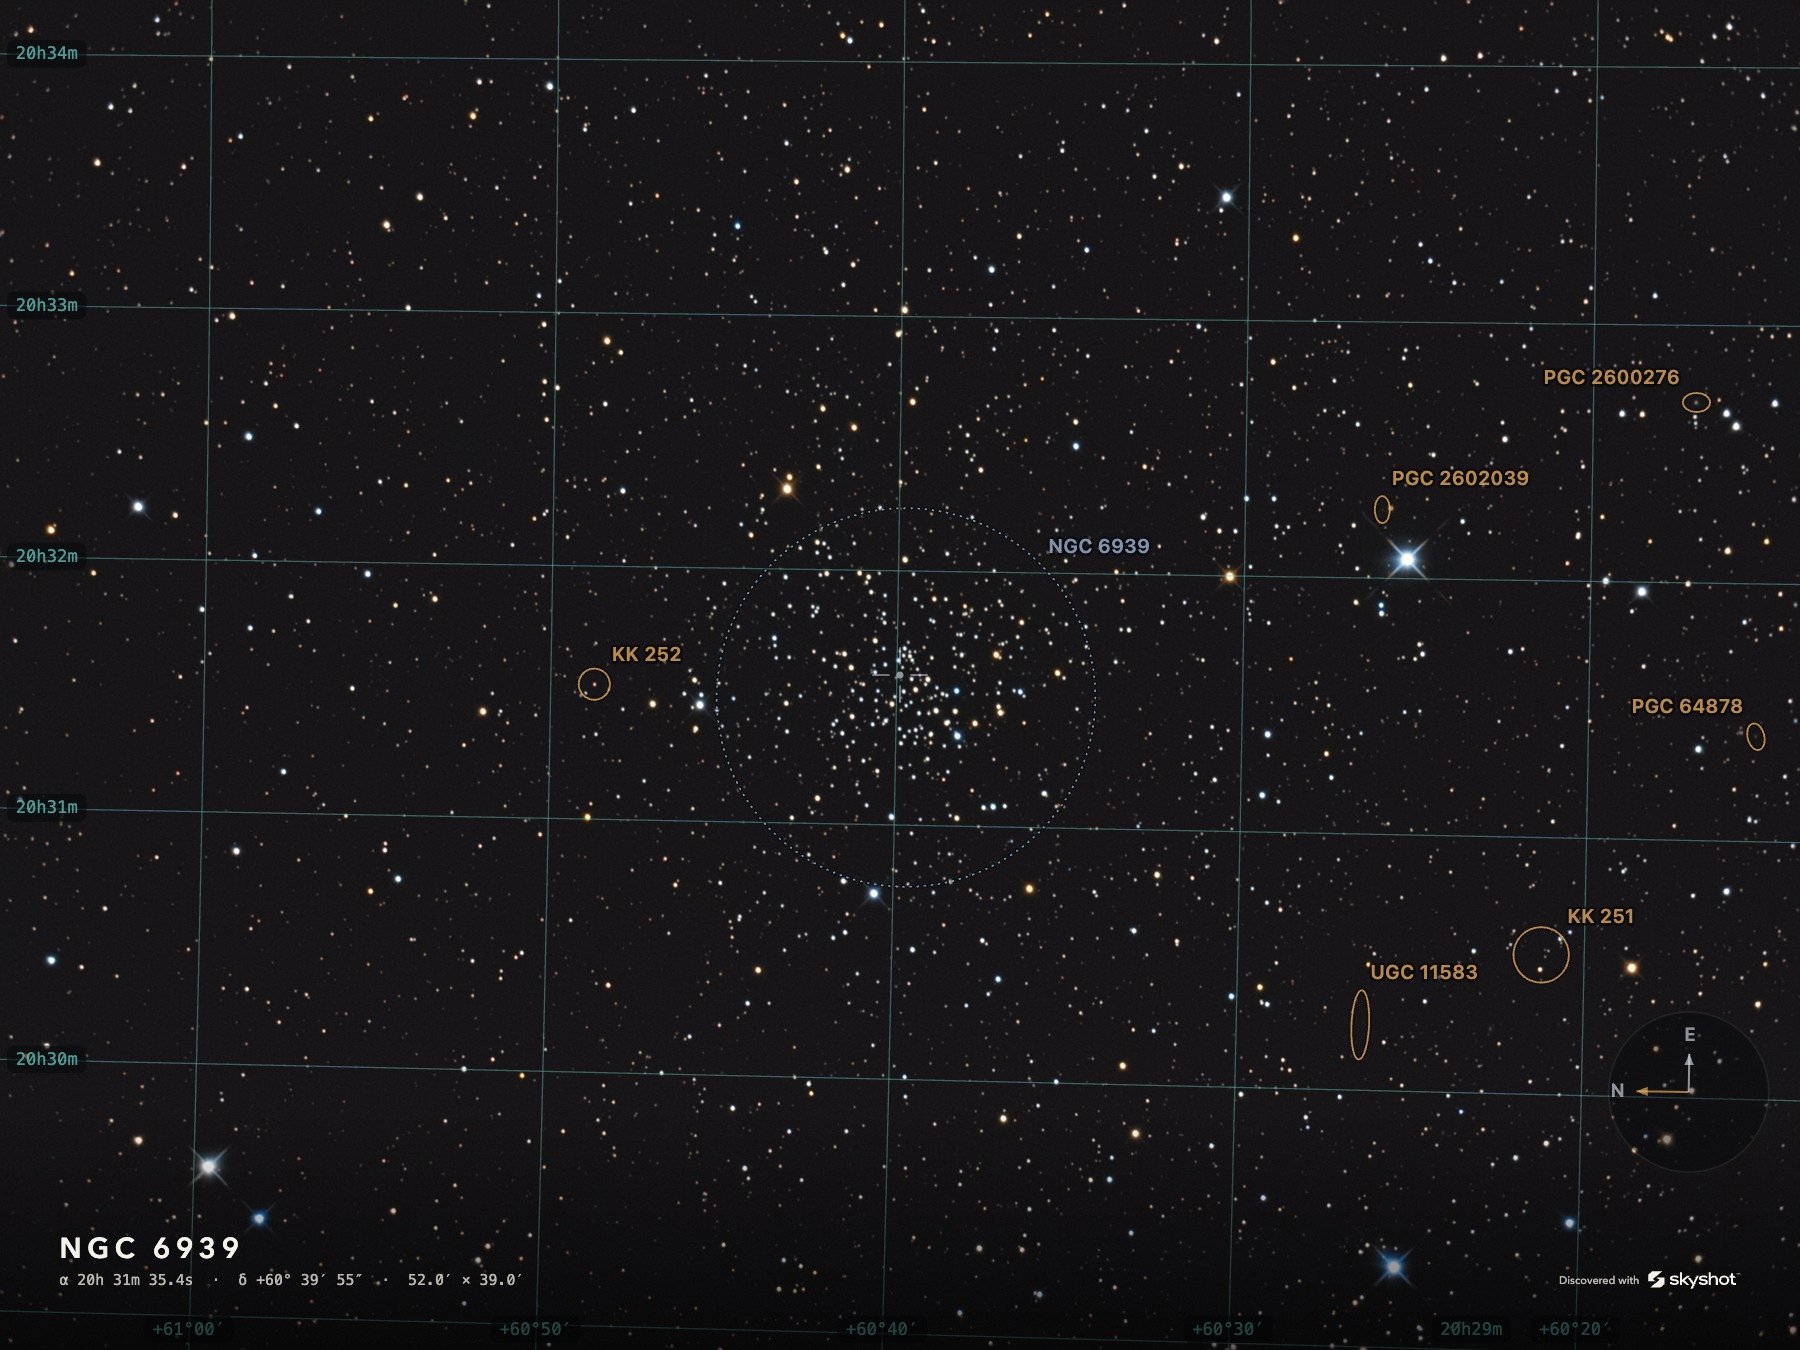 20h34m
20h33m
PGC 2600276
PGC 2602039
NGC 6939
20h32m
KK 252
PGC 64878
20h31m
KK 251
UGC 11583
E
20h30m
N
NGC 6939
α 20h 31m 35.4s · δ +60° 39′ 55″ · 52.0′ × 39.0′
Discovered with skyshot™
+61°00′ +60°50′ +60°40′ +60°30′ 20h29m +60°20′